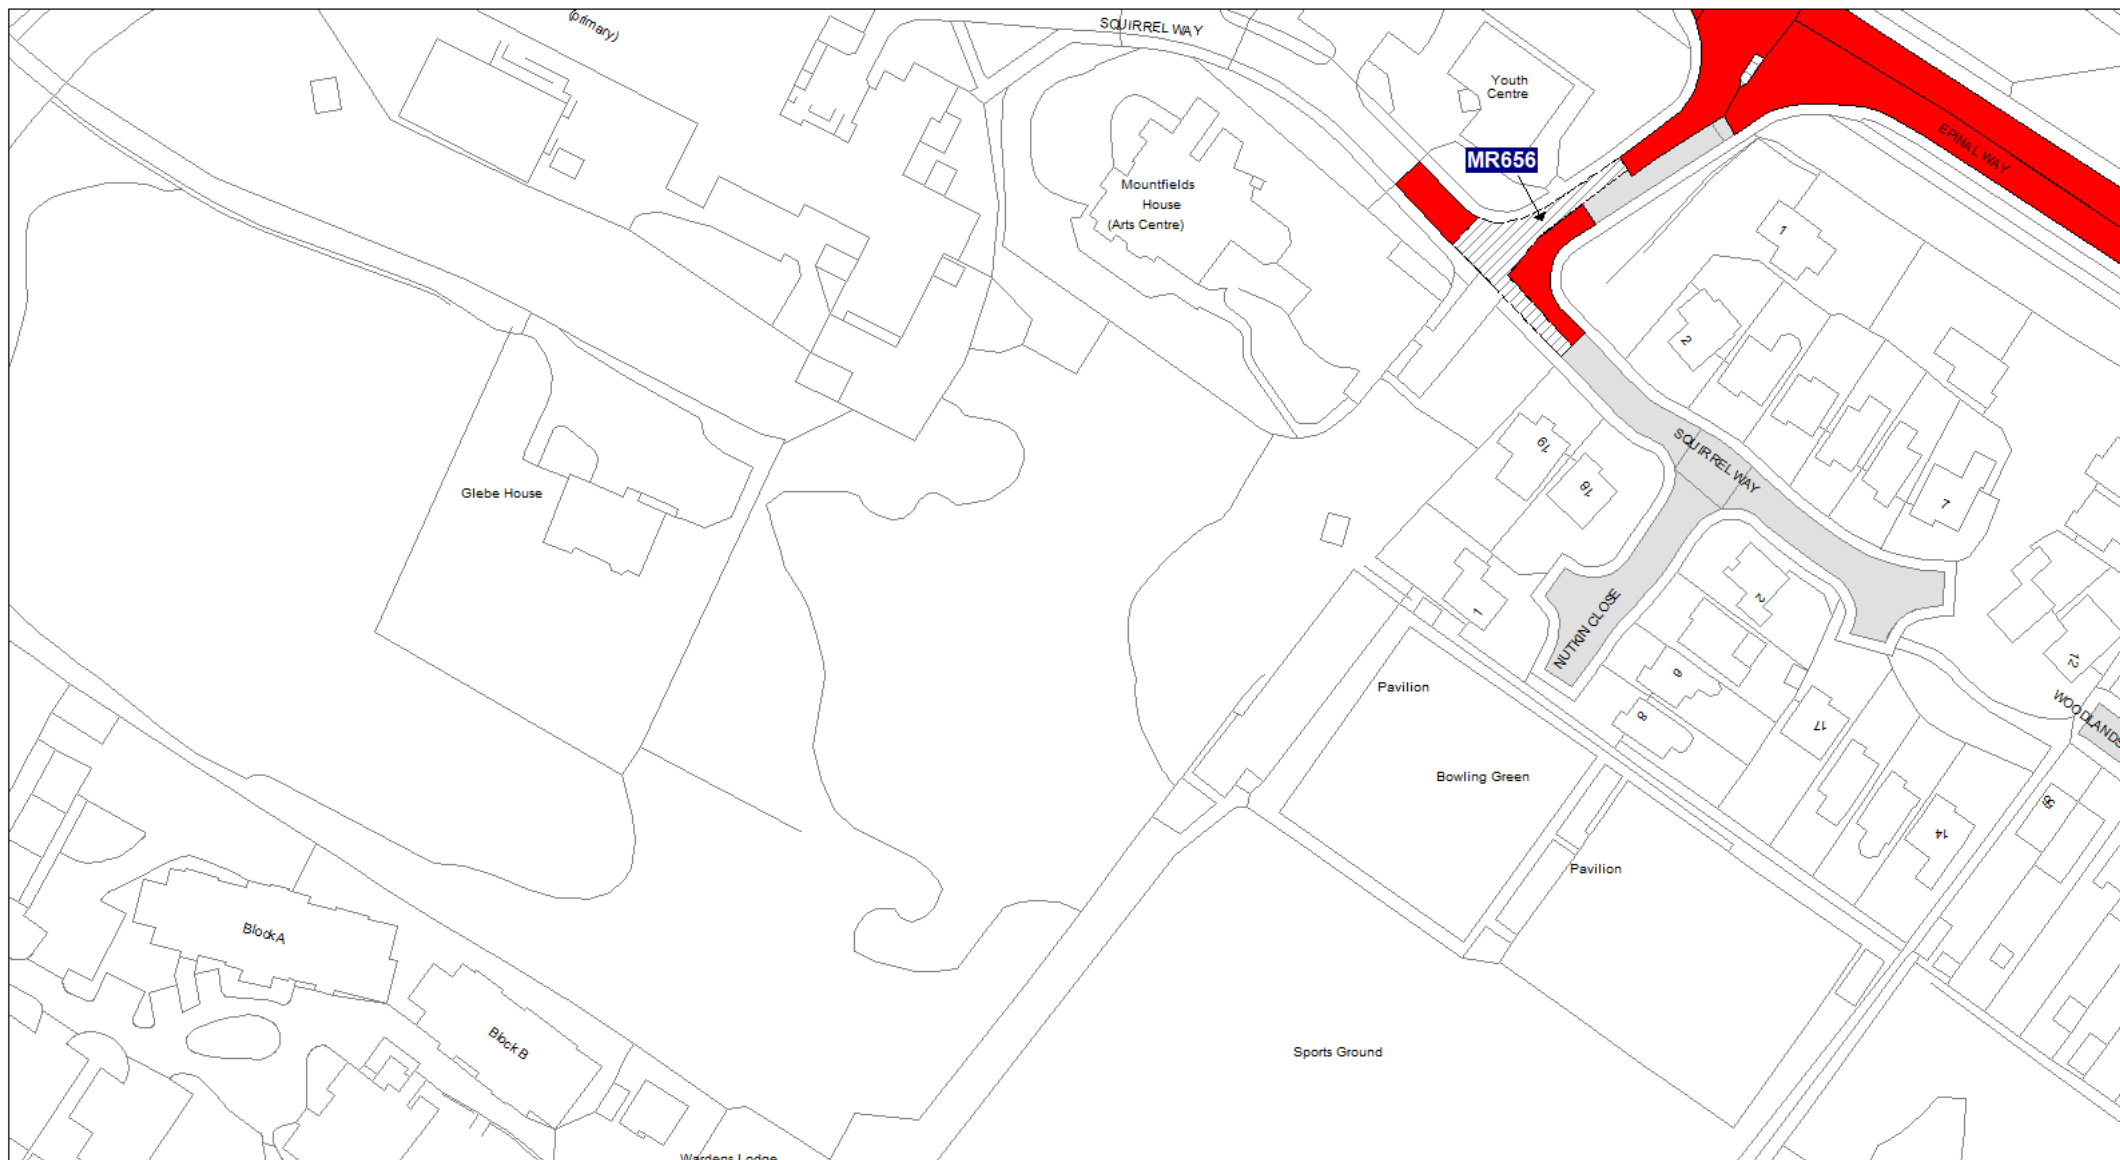 (primary)
SQUIRREL WAY
Youth
Centre
EPINAL WAY
MR656
Mountfields
House
(Arts Centre)
1
2
19
18
SQUIRREL WAY
7
Glebe House
1
2
NUTKIN CLOSE
12
6
Pavilion
8
17
WOODLANDS
Bowling Green
56
14
Pavilion
Block A
Block B
Sports Ground
Wardens Lodge